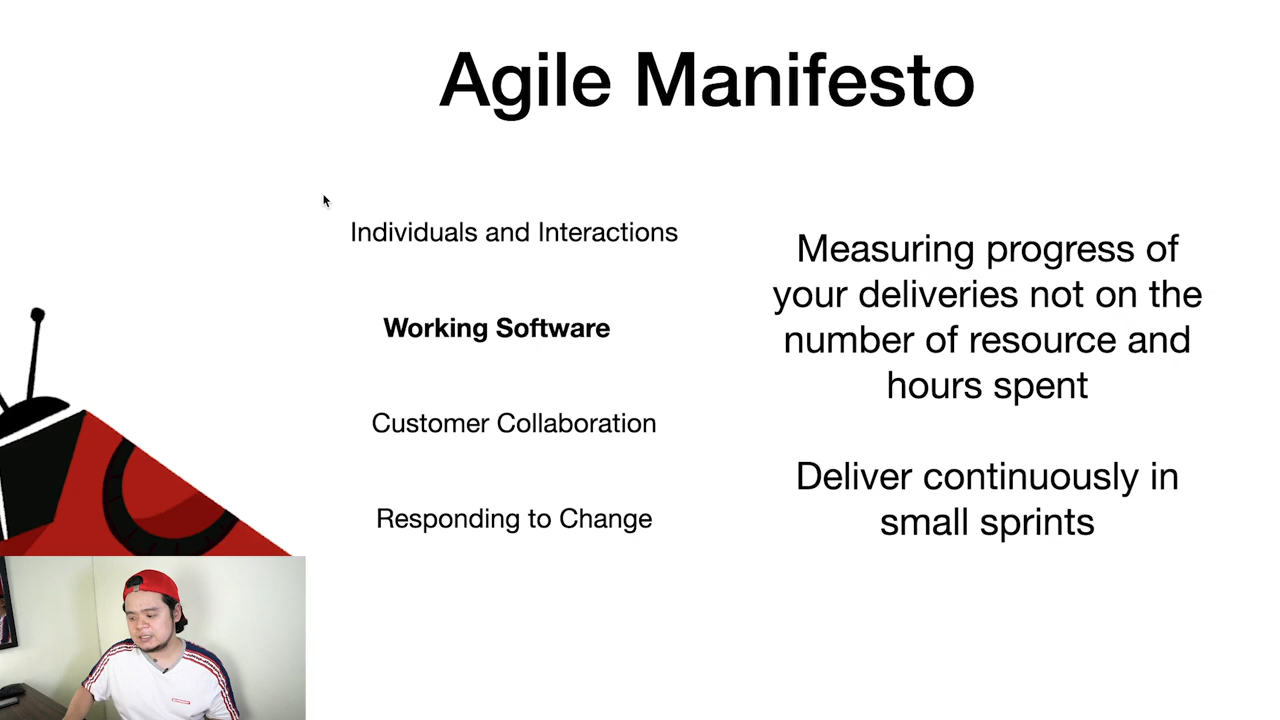 Agile Manifesto
Individuals and Interactions
Working Software
Customer Collaboration
Responding to Change
Measuring progress of
your deliveries not on the
number of resource and
hours spent
Deliver continuously in
small sprints